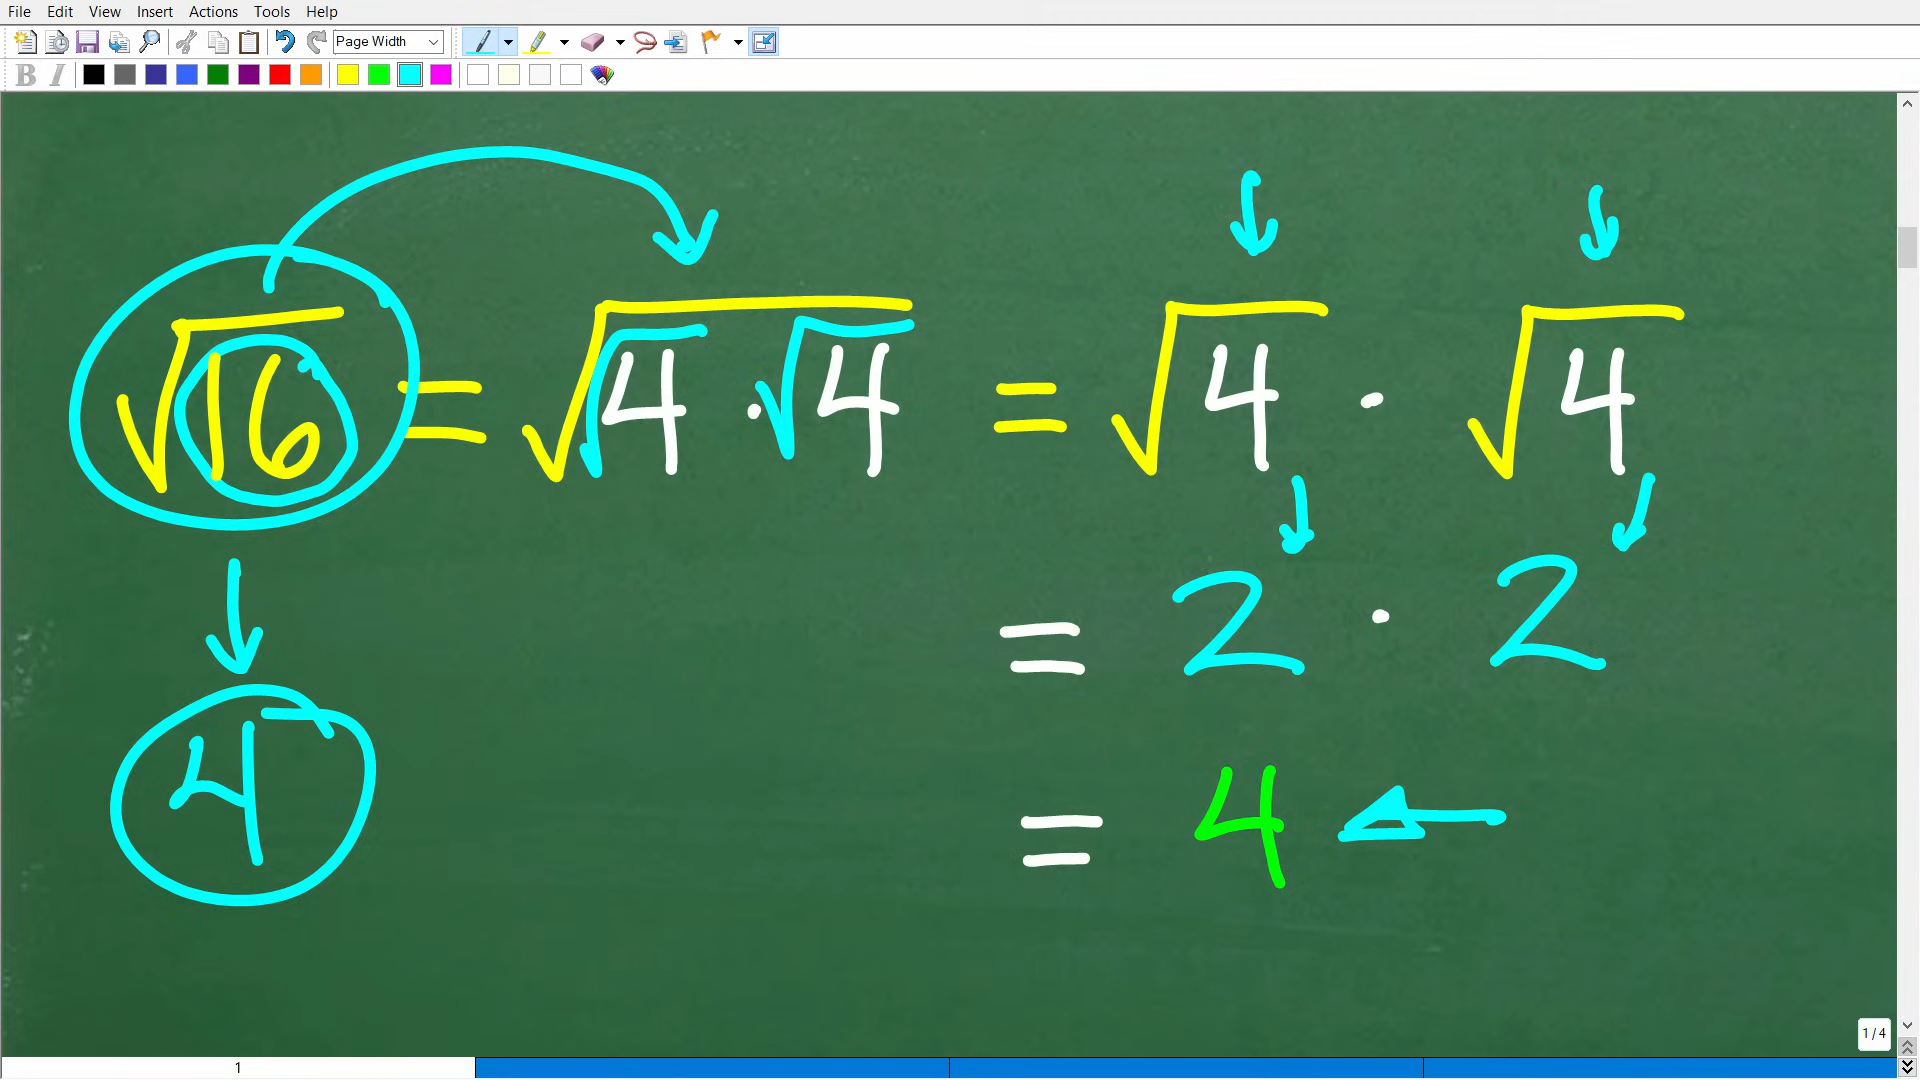 File Edit View Insert Actions Tools Help
Page Width
B I
√16 = √(√4 · √4) = √4 · √4
= 2 · 2
4 = 4
1 / 4
1